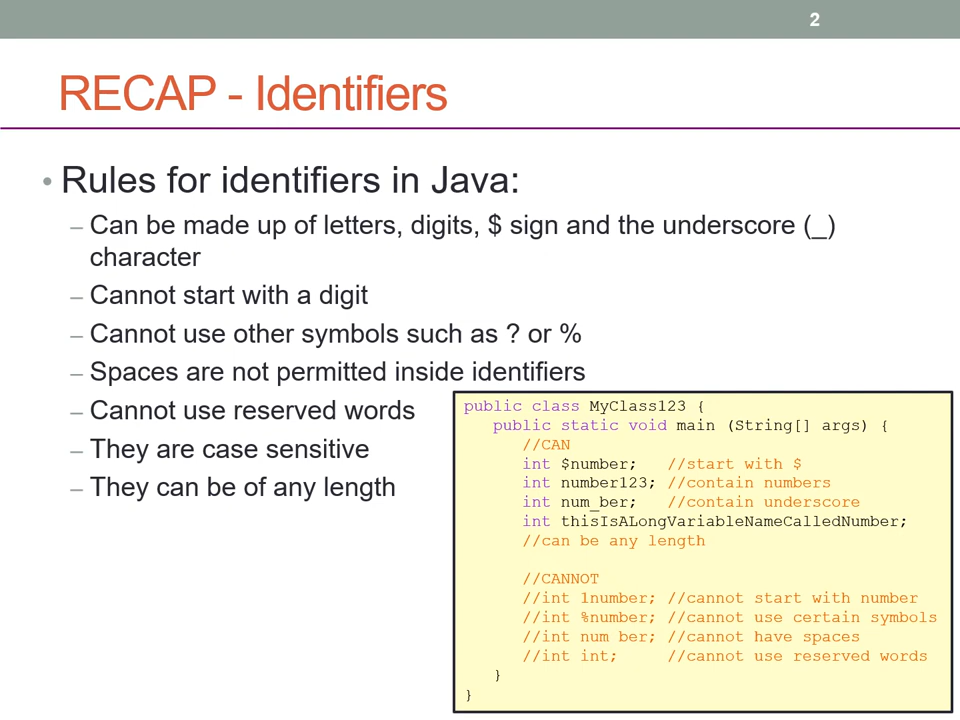 2
RECAP - Identifiers
• Rules for identifiers in Java:
– Can be made up of letters, digits, $ sign and the underscore (_)
character
– Cannot start with a digit
– Cannot use other symbols such as ? or %
– Spaces are not permitted inside identifiers
– Cannot use reserved words
– They are case sensitive
– They can be of any length
public class MyClass123 {
public static void main (String[] args) {
//CAN
int $number; //start with $
int number123; //contain numbers
int num_ber; //contain underscore
int thisIsALongVariableNameCalledNumber;
//can be any length
//CANNOT
//int 1number; //cannot start with number
//int %number; //cannot use certain symbols
//int num ber; //cannot have spaces
//int int; //cannot use reserved words
}
}